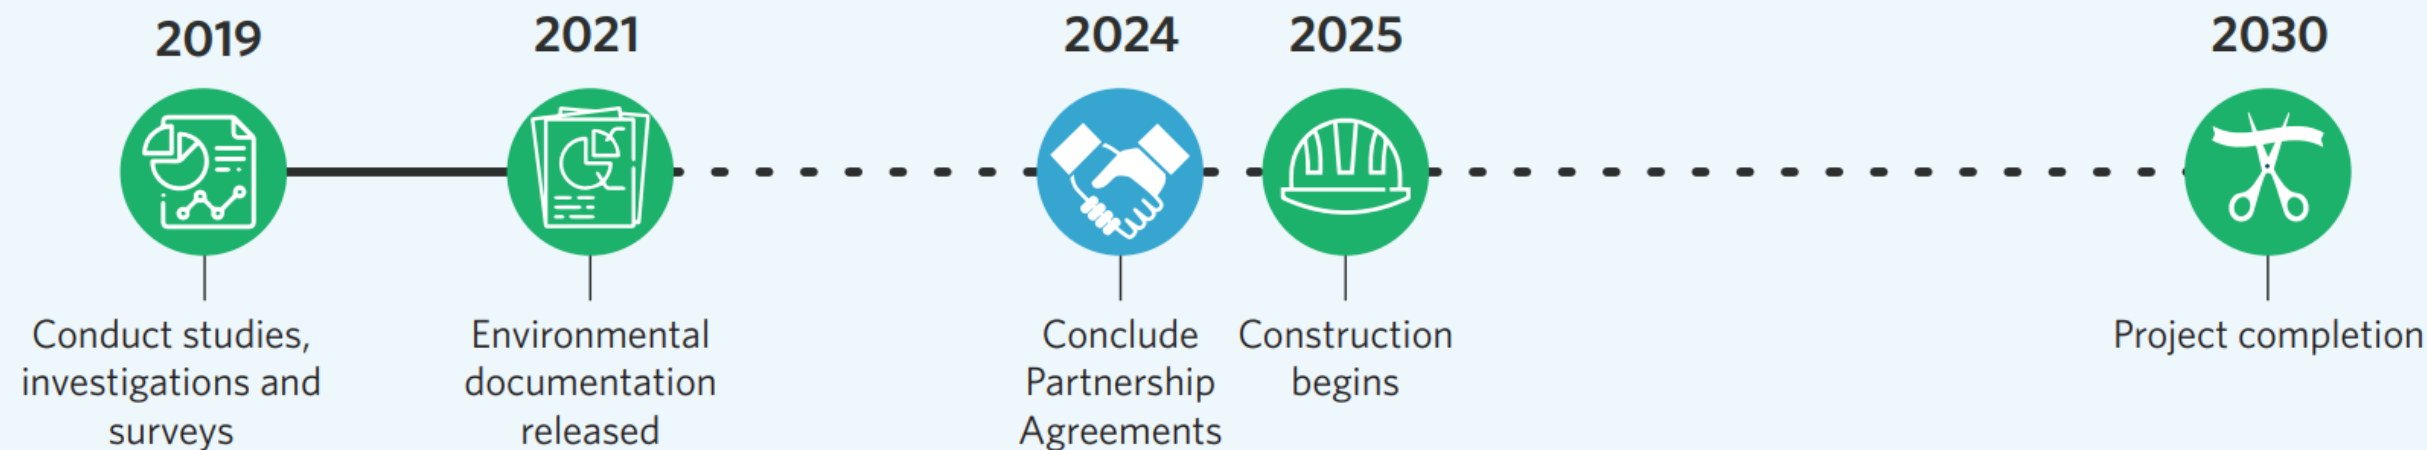 2019
Conduct studies,
investigations and
surveys
2021
Environmental
documentation
released
2024
Conclude
Partnership
Agreements
2025
Construction
begins
2030
Project completion